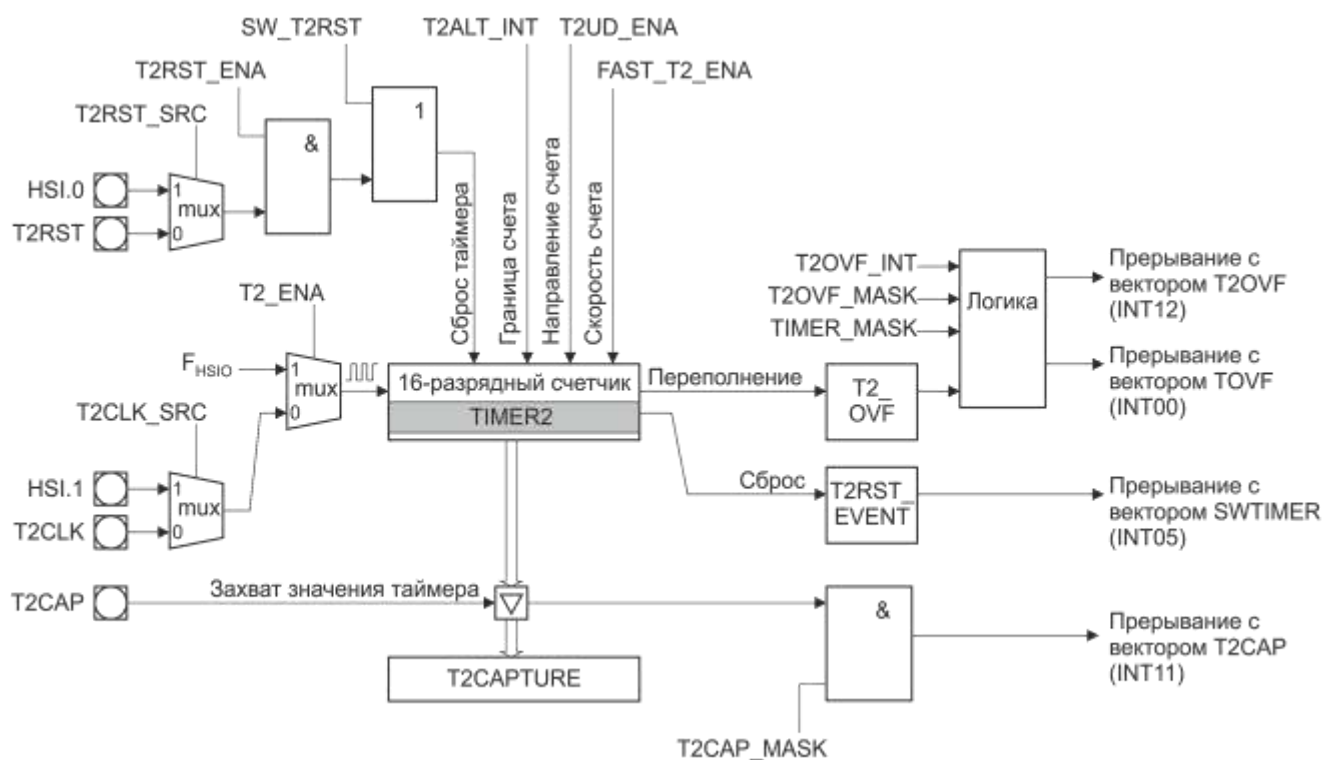 SW_T2RST
T2ALT_INT
T2UD_ENA
T2RST_ENA
FAST_T2_ENA
T2RST_SRC
1
&
HSI.0
1
mux
T2RST
0
Сброс таймера
Граница счета
Направление счета
Скорость счета
T2_ENA
FHSIO
1
mux
0
T2CLK_SRC
HSI.1
1
mux
T2CLK
0
16-разрядный счетчик
TIMER2
Переполнение
Сброс
T2_
OVF
T2RST_
EVENT
T2OVF_INT
T2OVF_MASK
TIMER_MASK
Логика
Прерывание с
вектором T2OVF
(INT12)
Прерывание с
вектором TOVF
(INT00)
Прерывание с
вектором SWTIMER
(INT05)
T2CAP
Захват значения таймера
&
Прерывание с
вектором T2CAP
(INT11)
T2CAPTURE
T2CAP_MASK